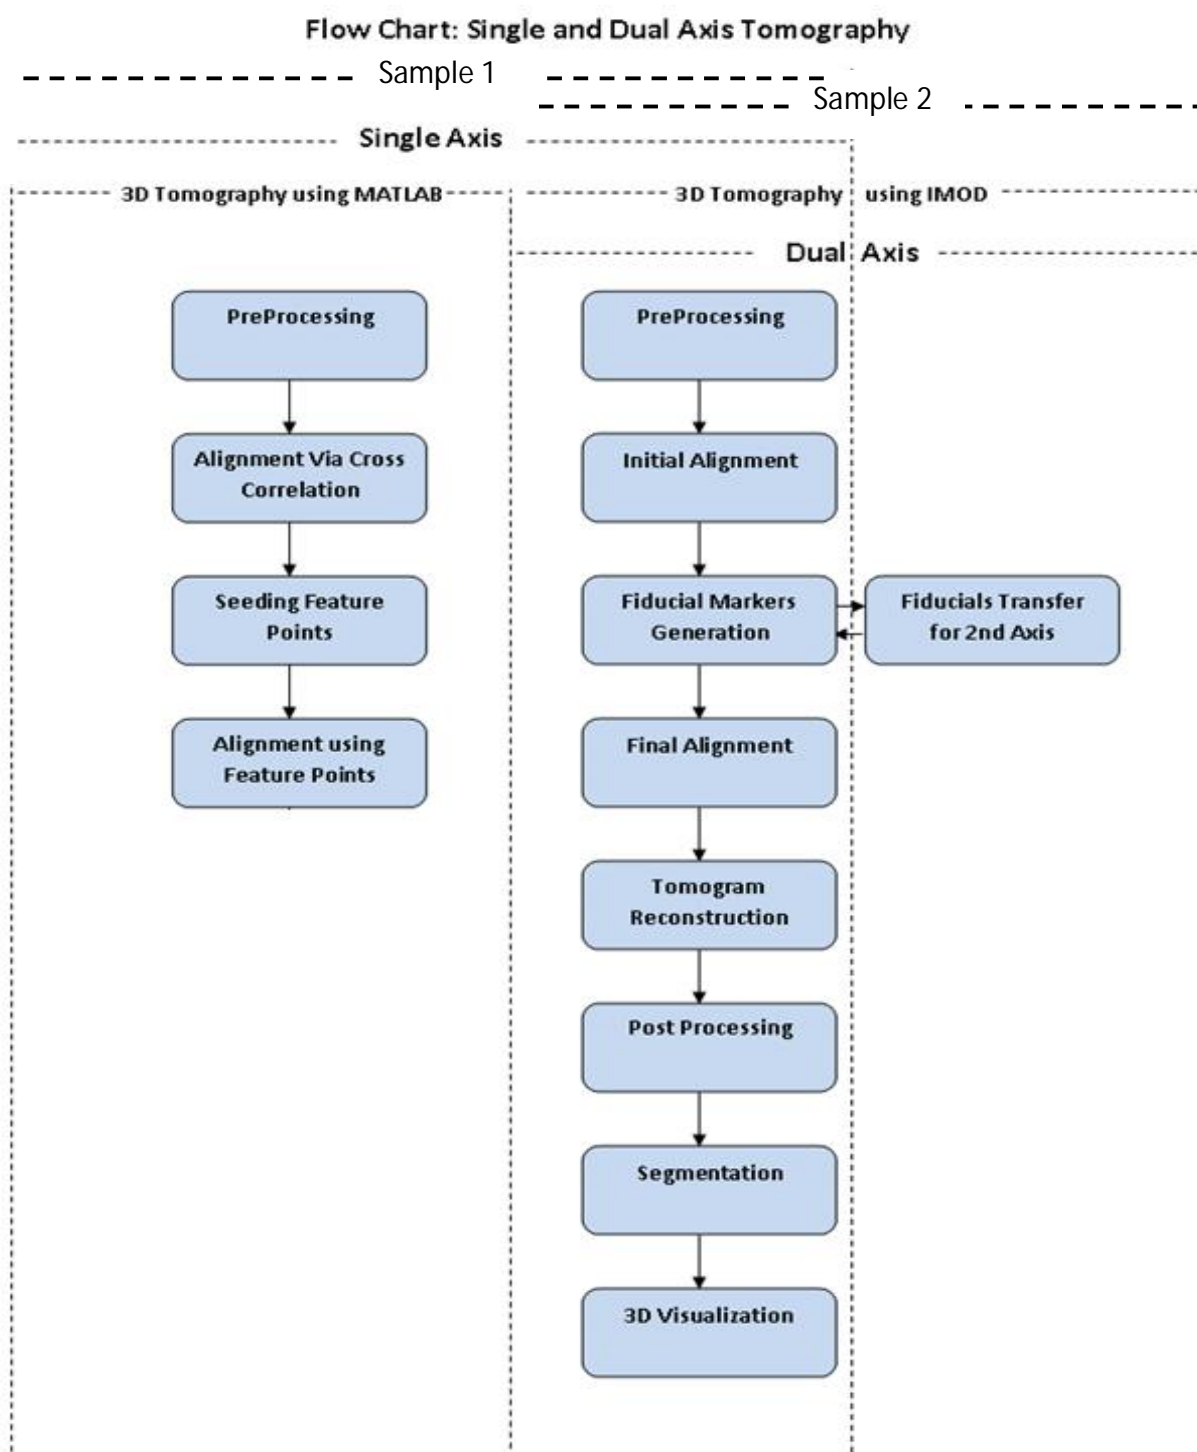 Flow Chart: Single and Dual Axis Tomography
Sample 1
Sample 2
Single Axis
3D Tomography using MATLAB
3D Tomography using IMOD
Dual Axis
PreProcessing
Alignment Via Cross
Correlation
Seeding Feature
Points
Alignment using
Feature Points
PreProcessing
Initial Alignment
Fiducial Markers
Generation
Fiducials Transfer
for 2nd Axis
Final Alignment
Tomogram
Reconstruction
Post Processing
Segmentation
3D Visualization